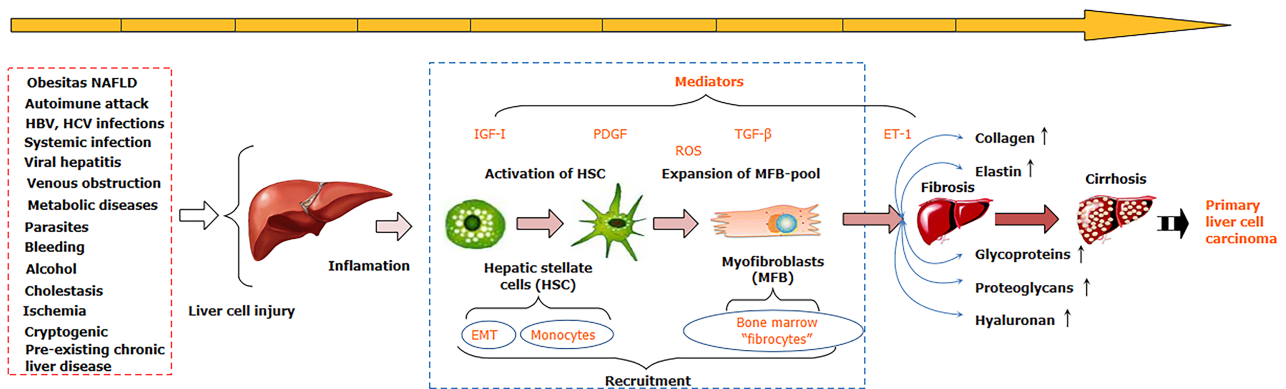 Obesitas NAFLD
Autoimune attack
HBV, HCV infections
Systemic infection
Viral hepatitis
Venous obstruction
Metabolic diseases
Parasites
Bleeding
Alcohol
Cholestasis
Ischemia
Cryptogenic
Pre-existing chronic
liver disease
Liver cell injury
Inflamation
Mediators
IGF-I
PDGF
ROS
TGF-β
ET-1
Activation of HSC
Expansion of MFB-pool
Hepatic stellate
cells (HSC)
Myofibroblasts
(MFB)
EMT
Monocytes
Bone marrow
"fibrocytes"
Recruitment
Collagen ↑
Elastin ↑
Fibrosis
Glycoproteins ↑
Proteoglycans ↑
Hyaluronan ↑
Cirrhosis
Primary
liver cell
carcinoma